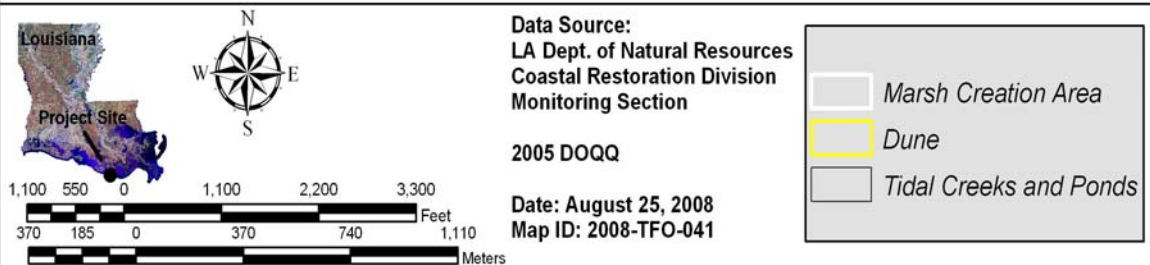 Louisiana
Project Site
N
W E
S
1,100 550 0 1,100 2,200 3,300
Feet
370 185 0 370 740 1,110
Meters
Data Source:
LA Dept. of Natural Resources
Coastal Restoration Division
Monitoring Section
2005 DOQQ
Date: August 25, 2008
Map ID: 2008-TFO-041
Marsh Creation Area
Dune
Tidal Creeks and Ponds